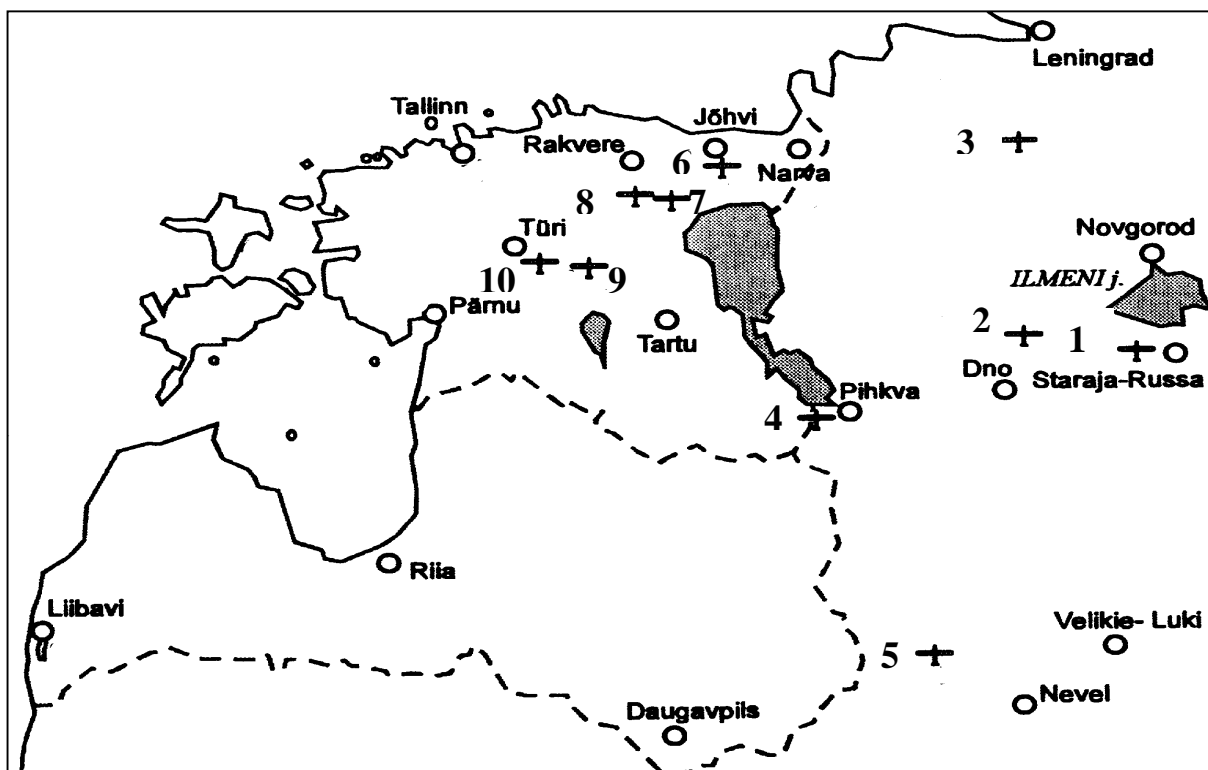 Leningrad
Tallinn
Jõhvi
Rakvere
3
6
Narva
8
7
Türi
Novgorod
10
9
ILMENI j.
Pärnu
2
1
Tartu
Dno
Staraja-Russa
Pihkva
4
Riia
Liibavi
Velikie- Luki
5
Nevel
Daugavpils